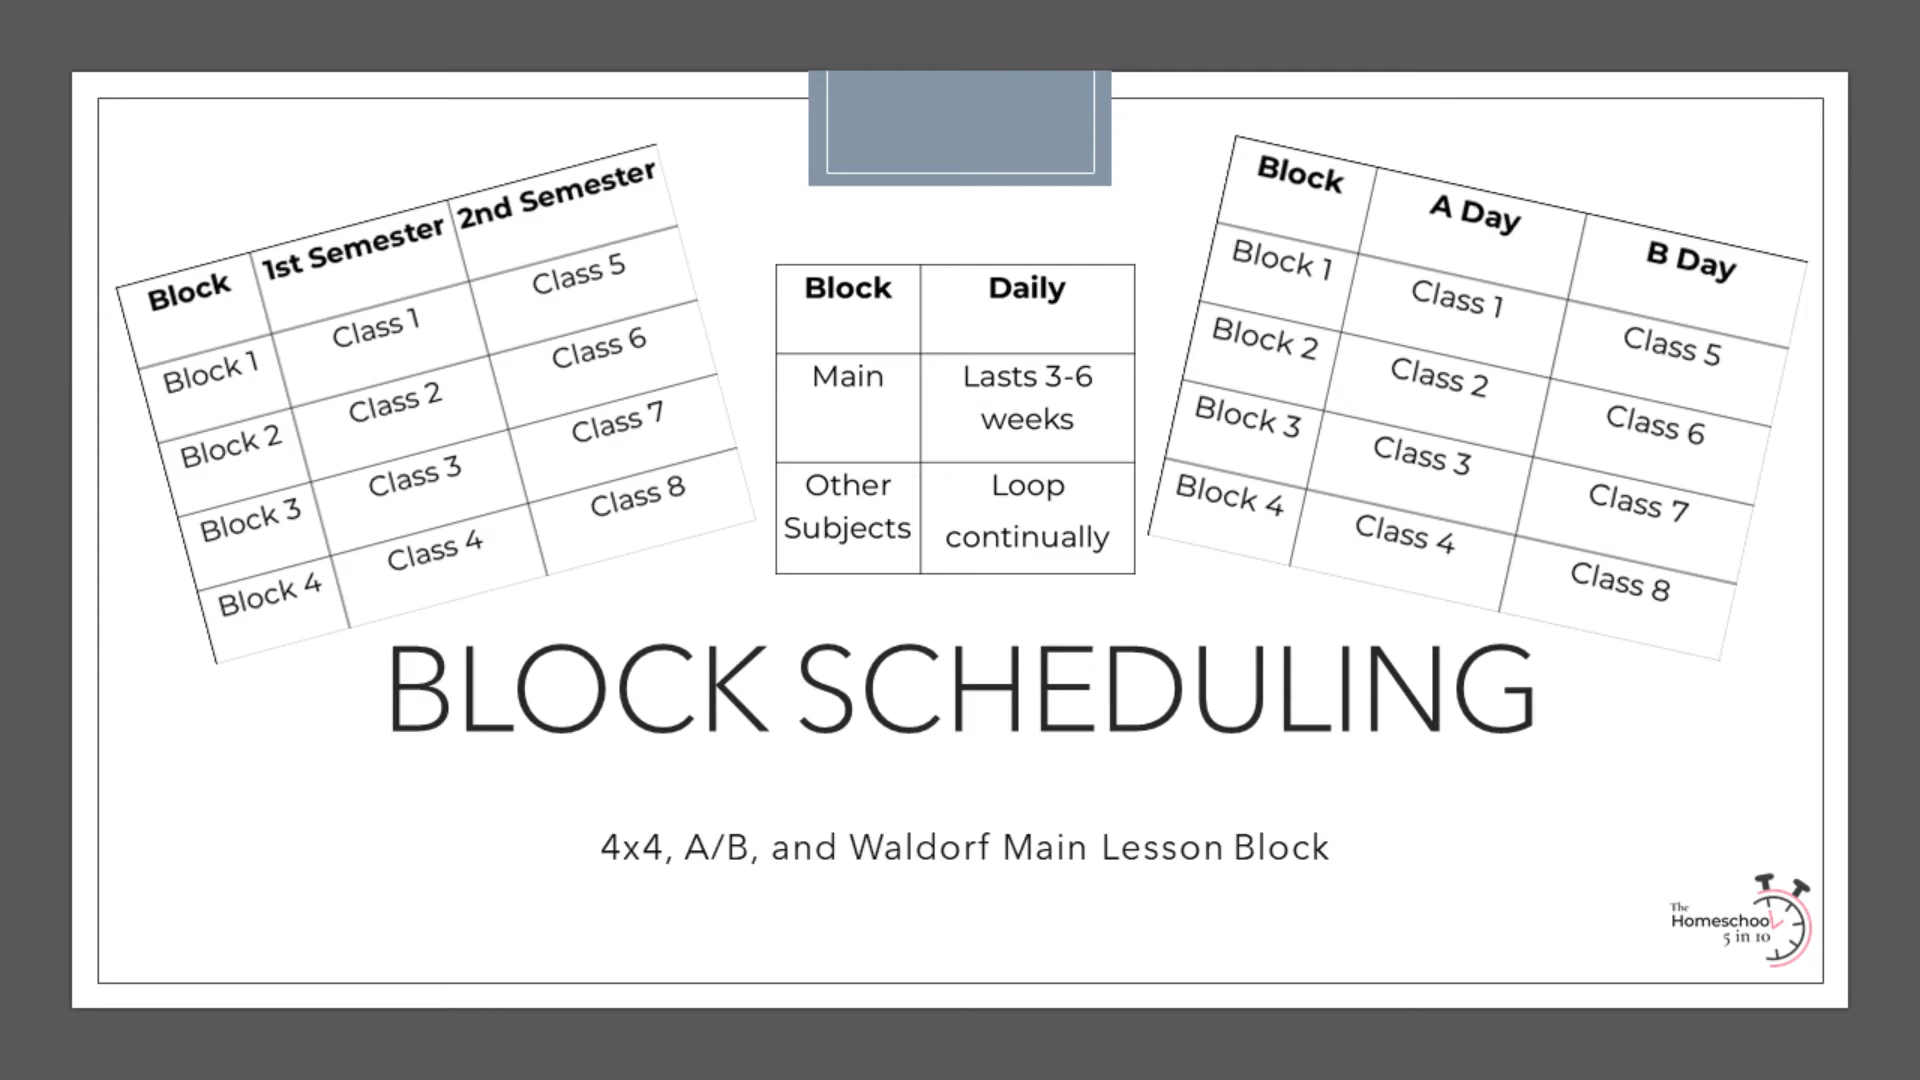 Block 1st Semester 2nd Semester
Block 1 Class 1 Class 5
Block 2 Class 2 Class 6
Block 3 Class 3 Class 7
Block 4 Class 4 Class 8
Block Daily
Main Lasts 3-6
weeks
Other Loop
Subjects continually
Block A Day B Day
Block 1 Class 1 Class 5
Block 2 Class 2 Class 6
Block 3 Class 3 Class 7
Block 4 Class 4 Class 8
BLOCK SCHEDULING
4x4, A/B, and Waldorf Main Lesson Block
The
Homeschool
5 in 10